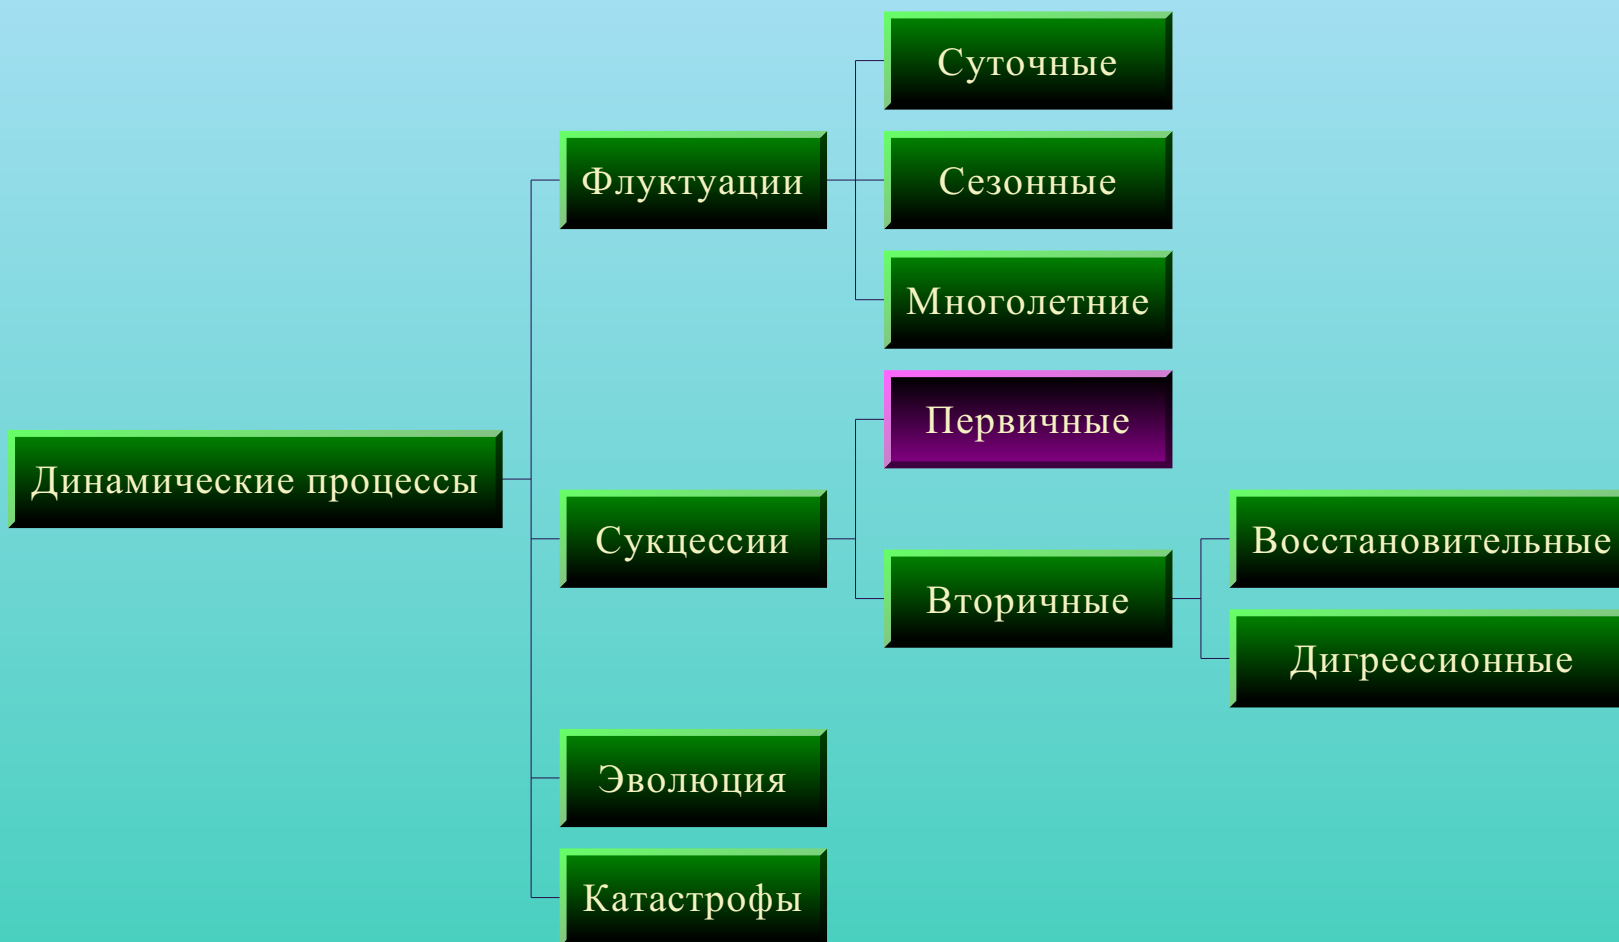 Суточные
Флуктуации
Сезонные
Многолетние
Первичные
Динамические процессы
Сукцессии
Восстановительные
Вторичные
Дигрессионные
Эволюция
Катастрофы